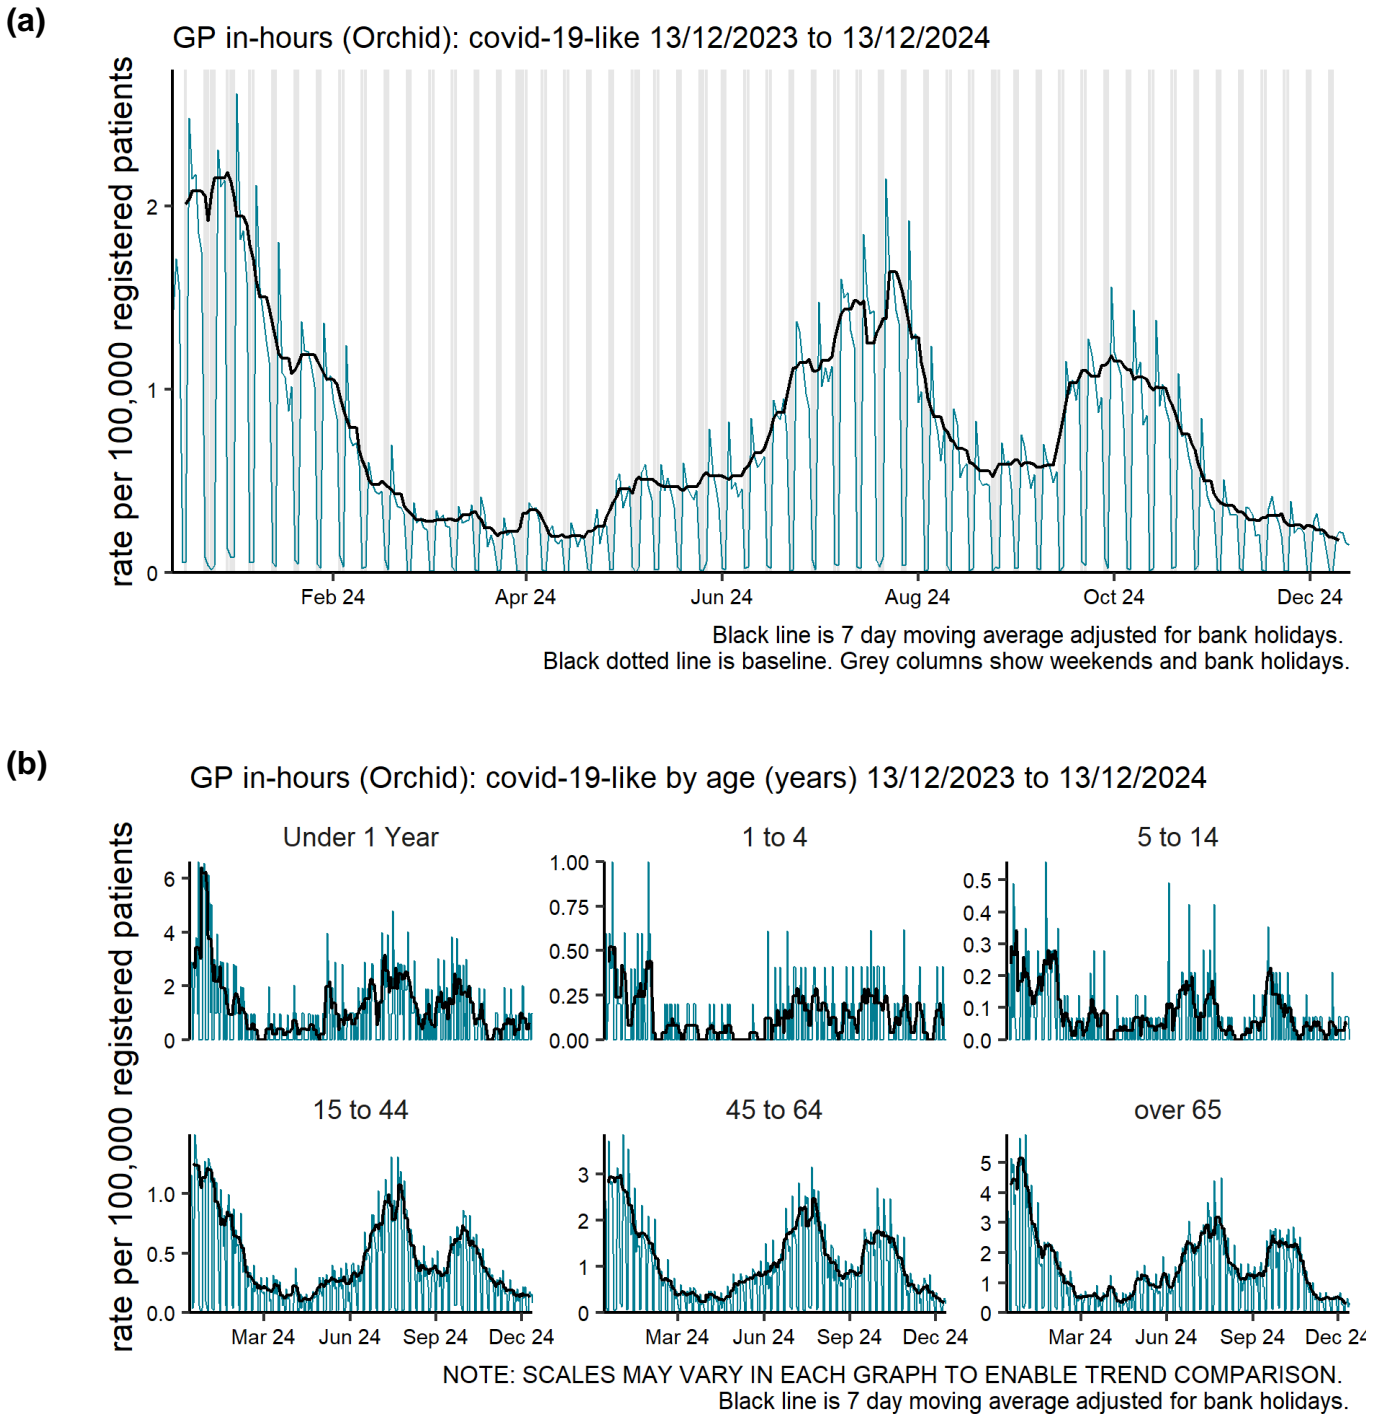 (a)
GP in-hours (Orchid): covid-19-like 13/12/2023 to 13/12/2024
rate per 100,000 registered patients
2
1
0
Feb 24 Apr 24 Jun 24 Aug 24 Oct 24 Dec 24
Black line is 7 day moving average adjusted for bank holidays.
Black dotted line is baseline. Grey columns show weekends and bank holidays.
(b)
GP in-hours (Orchid): covid-19-like by age (years) 13/12/2023 to 13/12/2024
rate per 100,000 registered patients
Under 1 Year
6
4
2
0
1 to 4
1.00
0.75
0.50
0.25
0.00
5 to 14
0.5
0.4
0.3
0.2
0.1
0.0
15 to 44
1.0
0.5
0.0
Mar 24 Jun 24 Sep 24 Dec 24
45 to 64
3
2
1
0
Mar 24 Jun 24 Sep 24 Dec 24
over 65
5
4
3
2
1
0
Mar 24 Jun 24 Sep 24 Dec 2
NOTE: SCALES MAY VARY IN EACH GRAPH TO ENABLE TREND COMPARISON.
Black line is 7 day moving average adjusted for bank holidays.